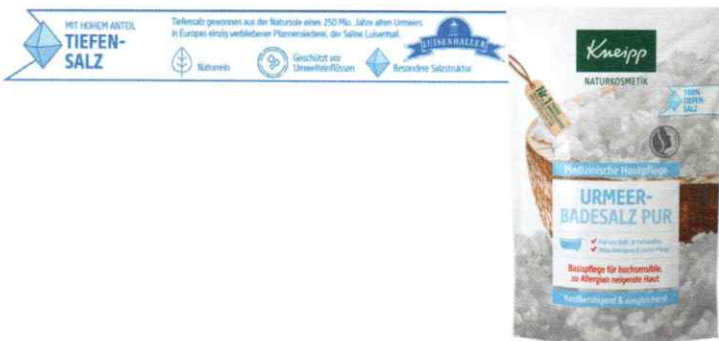 MIT HOHEM ANTEIL
TIEFEN-
SALZ
Tiefensalz gewonnen aus der Natursole eines 250 Mio. Jahre alten Urmeers
in Europas einzig verbliebener Pfannensiederei, der Saline Luisenhall.
Naturrein
Geschützt vor
Umwelteinflüssen
Besondere Salzstruktur
LUISENHALLER
Kneipp
NATURKOSMETIK
100%
TIEFEN-
SALZ
Nr.1
Medizinische Hautpflege
URMEER-
BADESALZ PUR
Basispflege für hochsensible,
zu Allergien neigende Haut
Hautberuhigend & ausgleichend